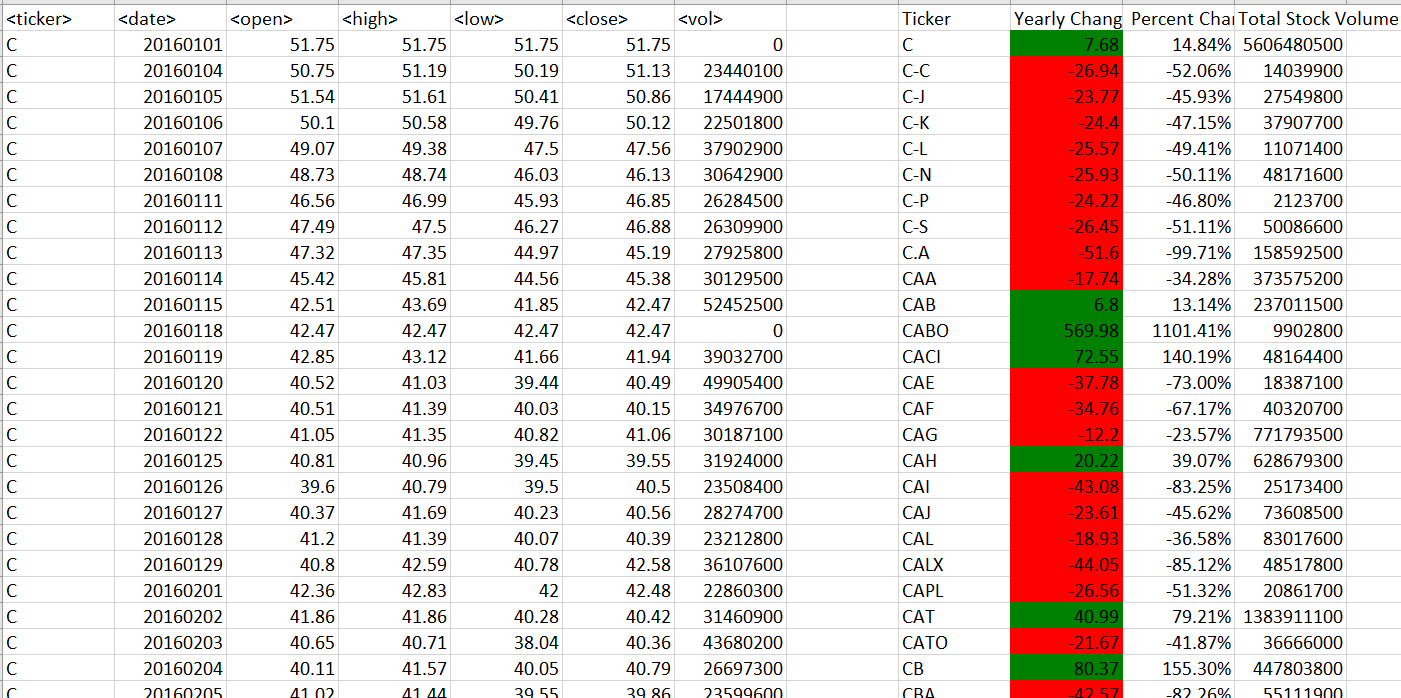 <ticker> <date> <open> <high> <low> <close> <vol> Ticker Yearly Chang Percent Char Total Stock Volume
C 20160101 51.75 51.75 51.75 51.75 0 C 7.68 14.84% 5606480500
C 20160104 50.75 51.19 50.19 51.13 23440100 C-C -26.94 -52.06% 14039900
C 20160105 51.54 51.61 50.41 50.86 17444900 C-J -23.77 -45.93% 27549800
C 20160106 50.1 50.58 49.76 50.12 22501800 C-K -24.4 -47.15% 37907700
C 20160107 49.07 49.38 47.5 47.56 37902900 C-L -25.57 -49.41% 11071400
C 20160108 48.73 48.74 46.03 46.13 30642900 C-N -25.93 -50.11% 48171600
C 20160111 46.56 46.99 45.93 46.85 26284500 C-P -24.22 -46.80% 2123700
C 20160112 47.49 47.5 46.27 46.88 26309900 C-S -26.45 -51.11% 50086600
C 20160113 47.32 47.35 44.97 45.19 27925800 C.A -51.6 -99.71% 158592500
C 20160114 45.42 45.81 44.56 45.38 30129500 CAA -17.74 -34.28% 373575200
C 20160115 42.51 43.69 41.85 42.47 52452500 CAB 6.8 13.14% 237011500
C 20160118 42.47 42.47 42.47 42.47 0 CABO 569.98 1101.41% 9902800
C 20160119 42.85 43.12 41.66 41.94 39032700 CACI 72.55 140.19% 48164400
C 20160120 40.52 41.03 39.44 40.49 49905400 CAE -37.78 -73.00% 18387100
C 20160121 40.51 41.39 40.03 40.15 34976700 CAF -34.76 -67.17% 40320700
C 20160122 41.05 41.35 40.82 41.06 30187100 CAG -12.2 -23.57% 771793500
C 20160125 40.81 40.96 39.45 39.55 31924000 CAH 20.22 39.07% 628679300
C 20160126 39.6 40.79 39.5 40.5 23508400 CAI -43.08 -83.25% 25173400
C 20160127 40.37 41.69 40.23 40.56 28274700 CAJ -23.61 -45.62% 73608500
C 20160128 41.2 41.39 40.07 40.39 23212800 CAL -18.93 -36.58% 83017600
C 20160129 40.8 42.59 40.78 42.58 36107600 CALX -44.05 -85.12% 48517800
C 20160201 42.36 42.83 42 42.48 22860300 CAPL -26.56 -51.32% 20861700
C 20160202 41.86 41.86 40.28 40.42 31460900 CAT 40.99 79.21% 1383911100
C 20160203 40.65 40.71 38.04 40.36 43680200 CATO -21.67 -41.87% 36666000
C 20160204 40.11 41.57 40.05 40.79 26697300 CB 80.37 155.30% 447803800
C 20160205 41.02 41.44 39.55 39.86 23599600 CBA -42.57 -82.26% 55111900